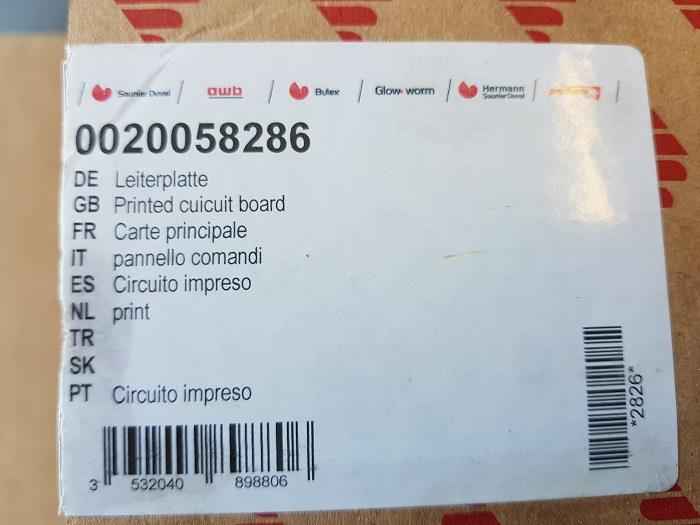 Saunier Duval / awb / Bulex / Glow-worm / Hermann Saunier Duval /
0020058286
DE Leiterplatte
GB Printed cuicuit board
FR Carte principale
IT pannello comandi
ES Circuito impreso
NL print
TR
SK
PT Circuito impreso
3 532040 898806
*2826*